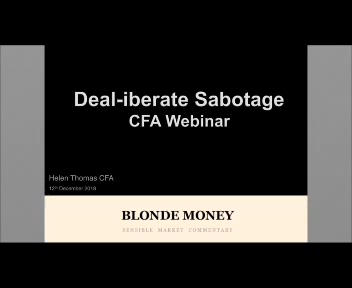 Deal-iberate Sabotage
CFA Webinar
Helen Thomas CFA
12th December 2018
BLONDE MONEY
SENSIBLE MARKET COMMENTARY